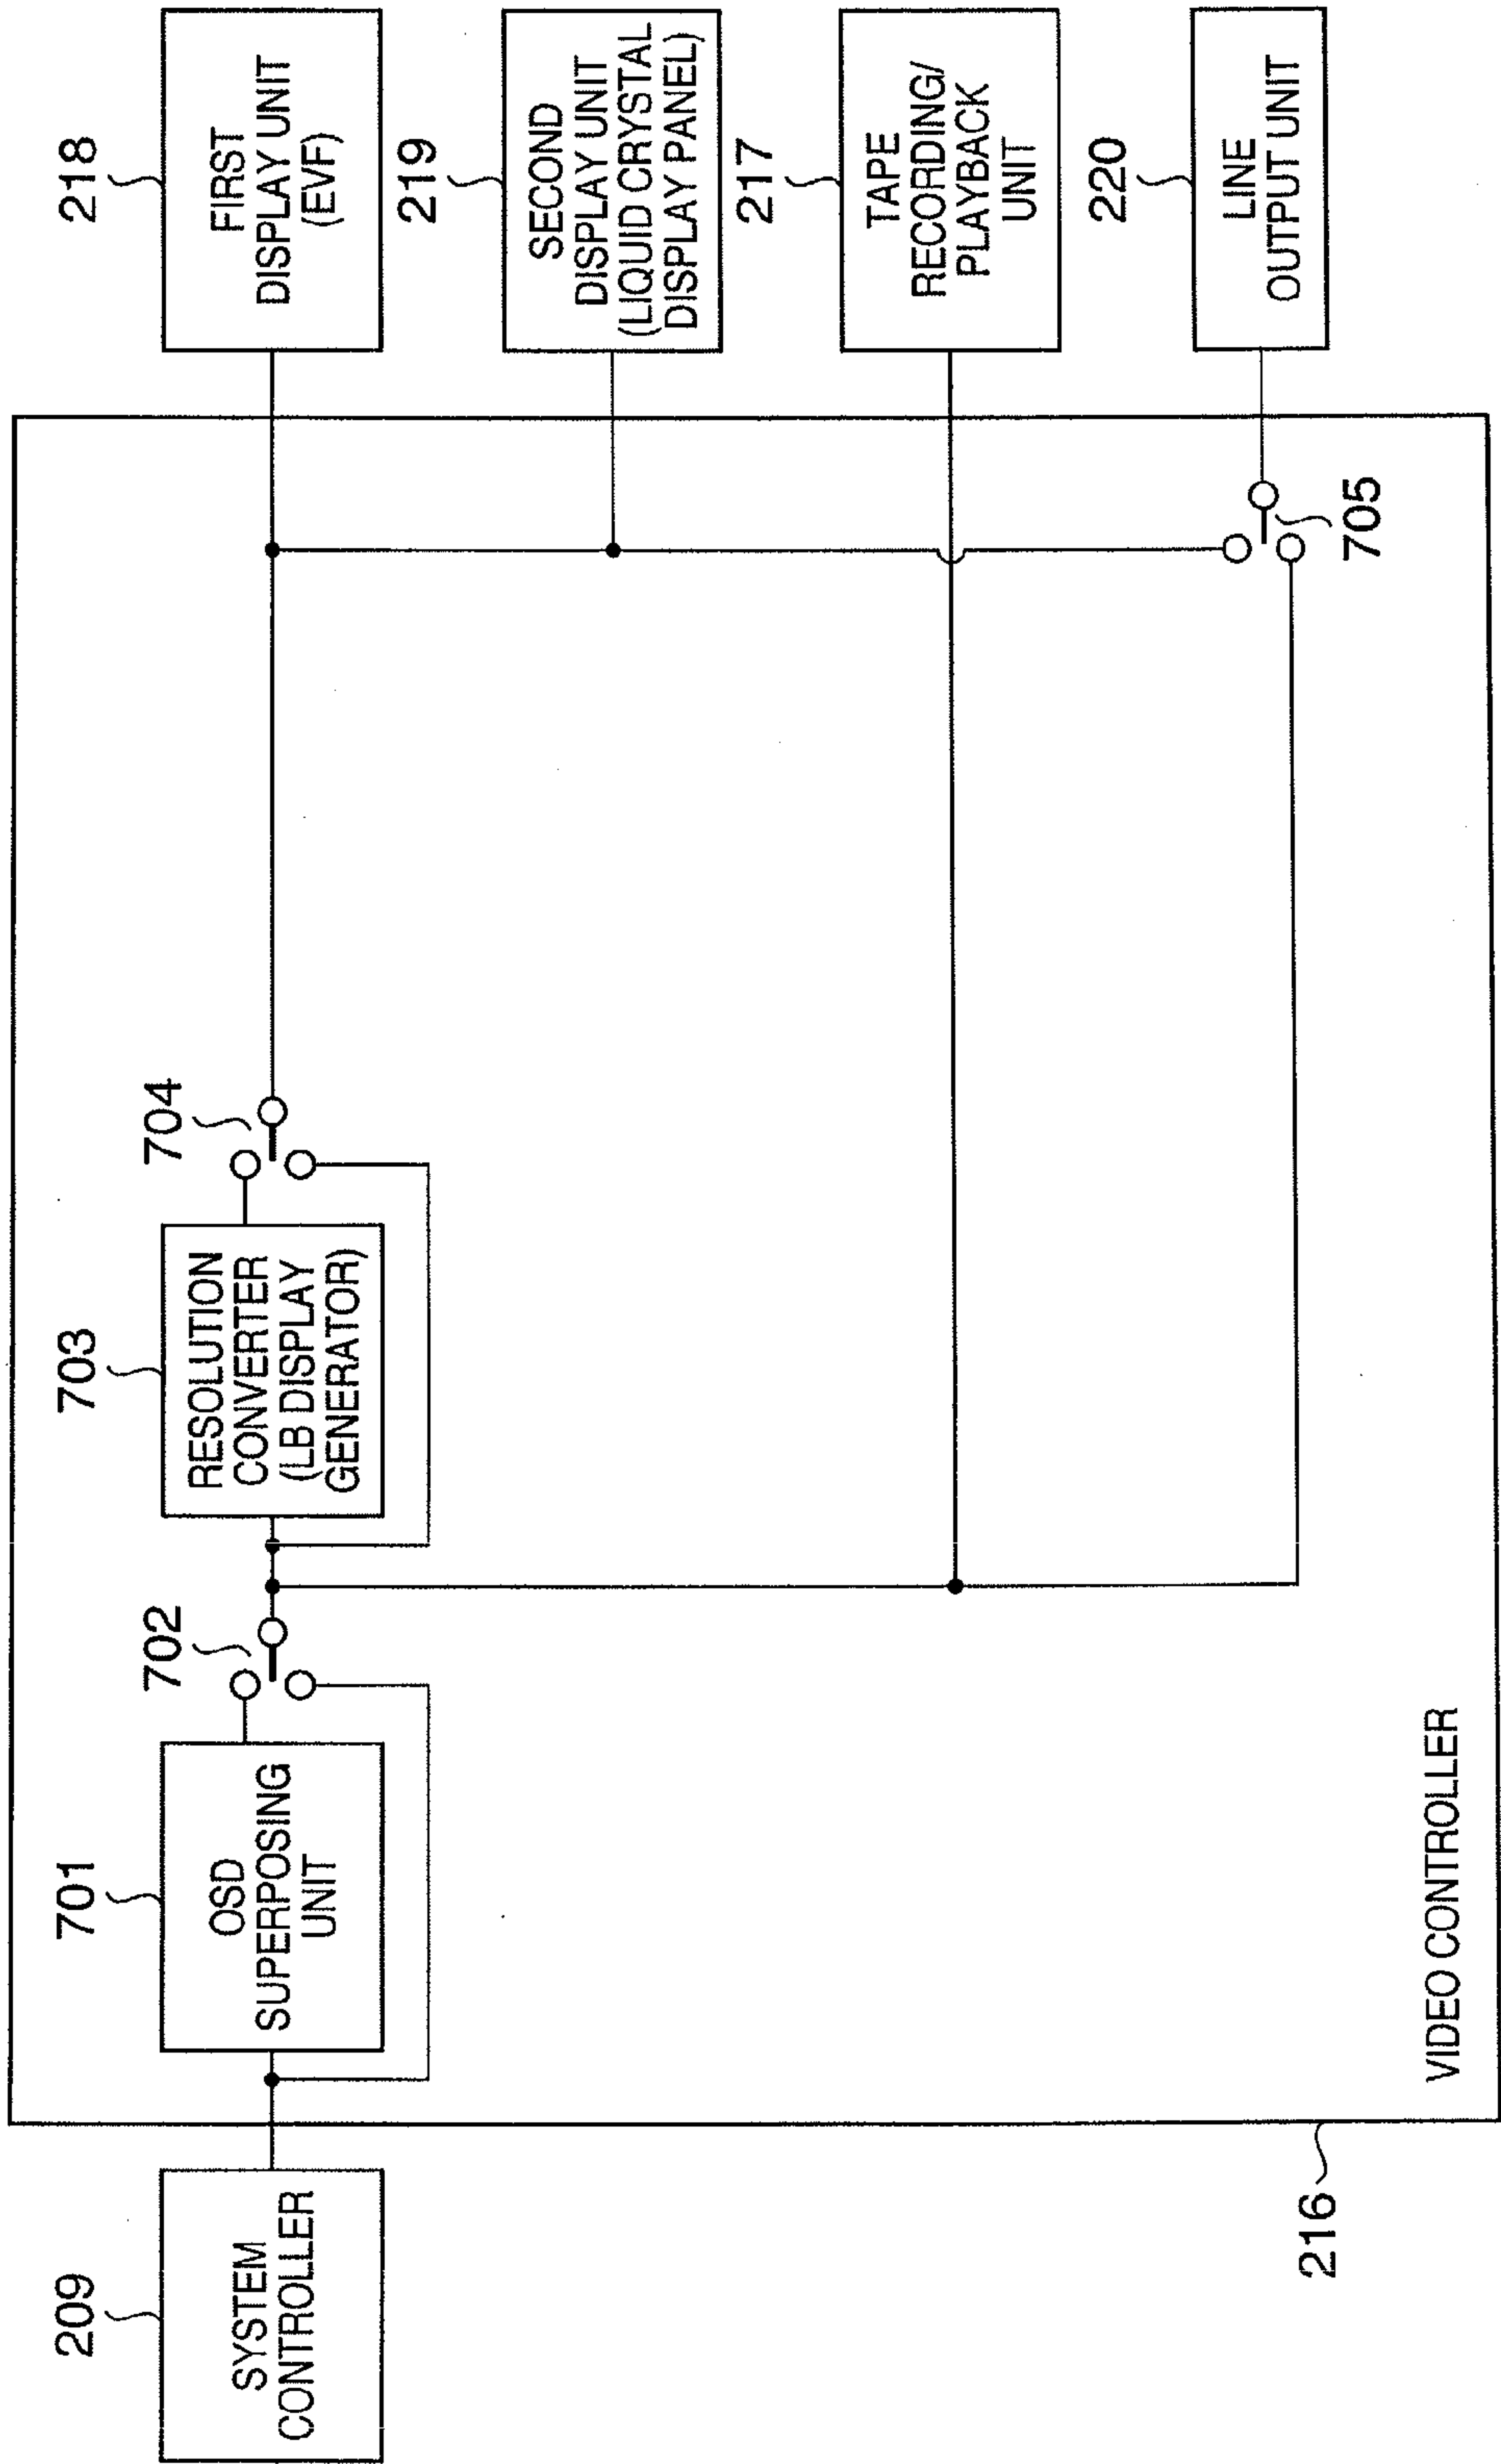 209
SYSTEM
CONTROLLER
216
VIDEO CONTROLLER
701
OSD
SUPERPOSING
UNIT
702
703
RESOLUTION
CONVERTER
(LB DISPLAY
GENERATOR)
704
705
218
FIRST
DISPLAY UNIT
(EVF)
219
SECOND
DISPLAY UNIT
(LIQUID CRYSTAL
DISPLAY PANEL)
217
TAPE
RECORDING/
PLAYBACK
UNIT
220
LINE
OUTPUT UNIT